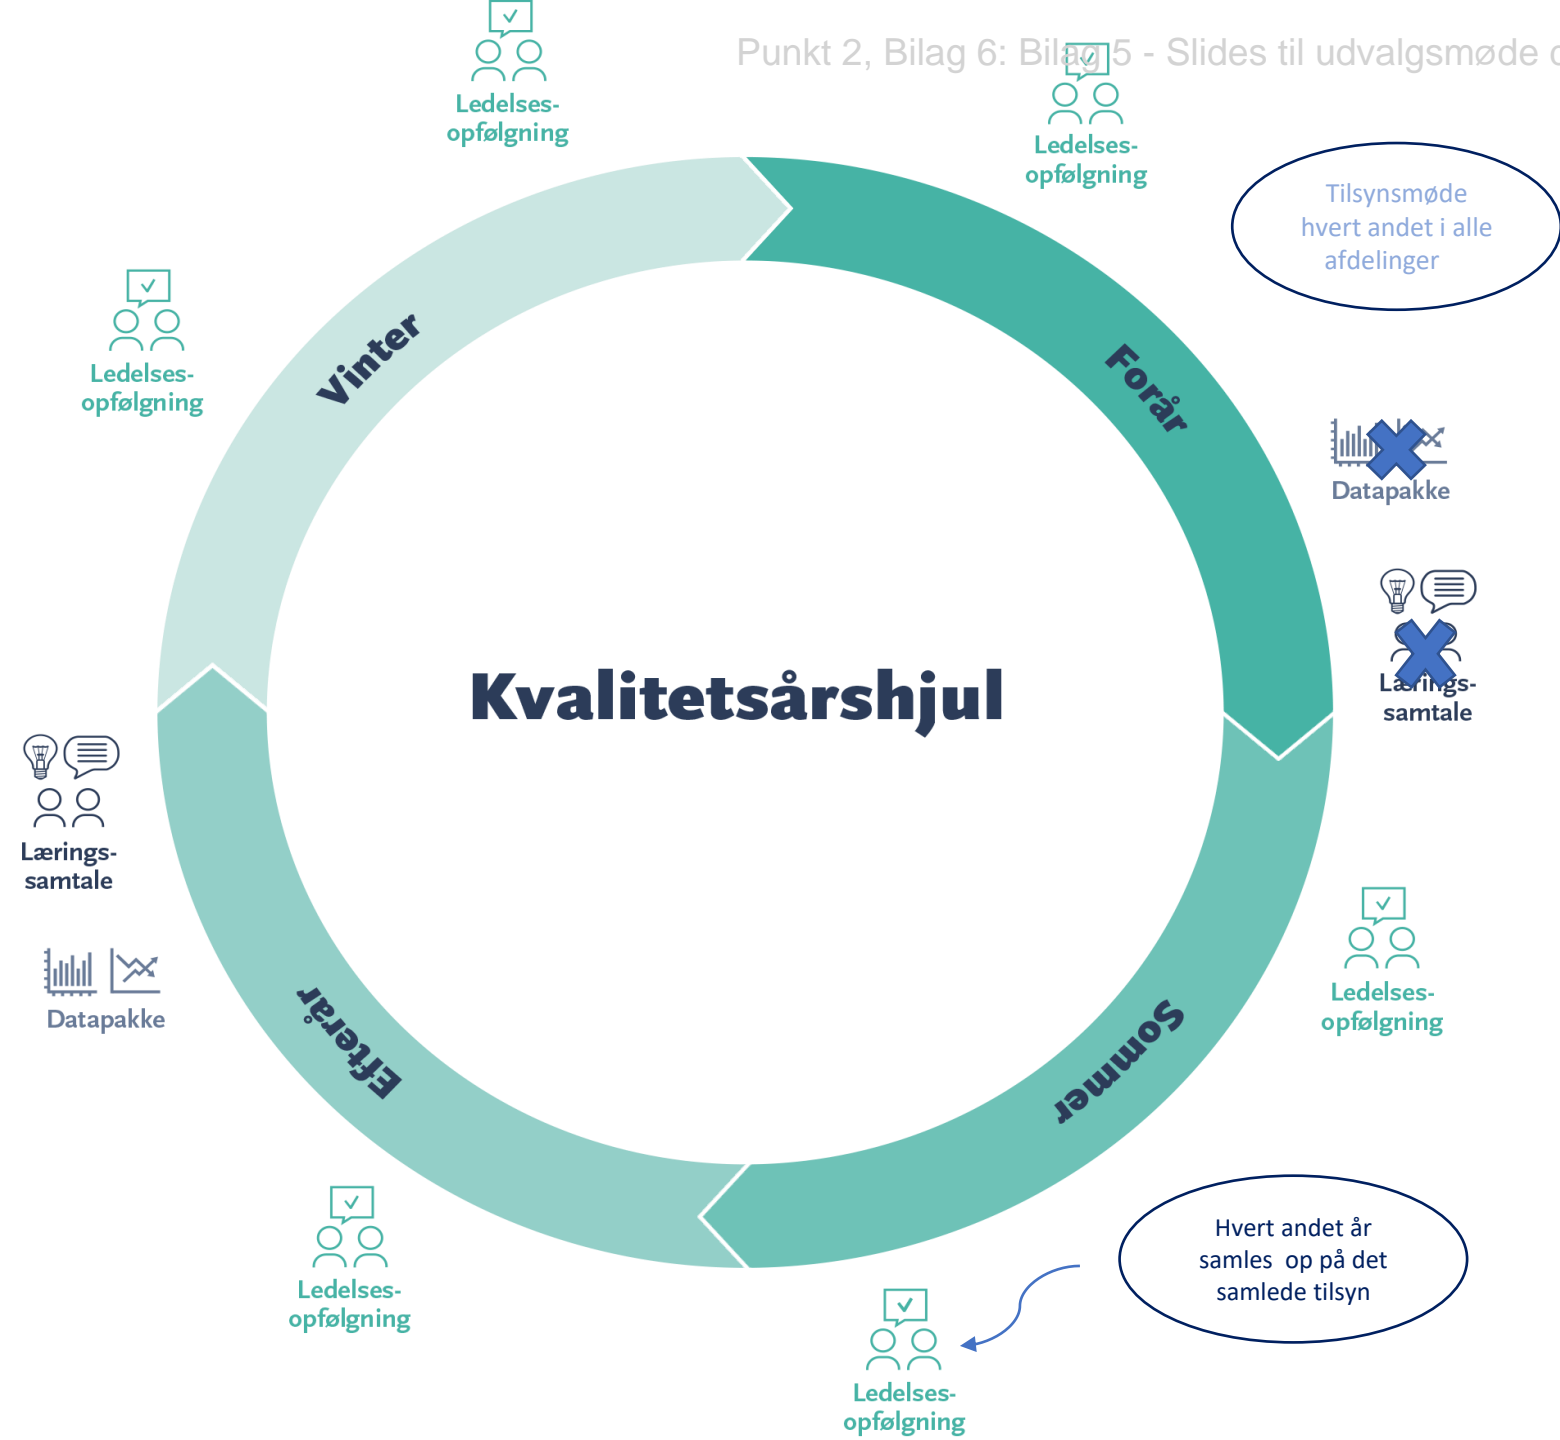 Punkt 2, Bilag 6: Bilag 5 - Slides til udvalgsmøde
Ledelses-
opfølgning
Ledelses-
opfølgning
Tilsynsmøde
hvert andet i alle
afdelinger
Ledelses-
opfølgning
Vinter
Forår
Datapakke
Lærings-
samtale
Kvalitetsårshjul
Lærings-
samtale
Datapakke
Ledelses-
opfølgning
Efterår
Sommer
Hvert andet år
samles op på det
samlede tilsyn
Ledelses-
opfølgning
Ledelses-
opfølgning